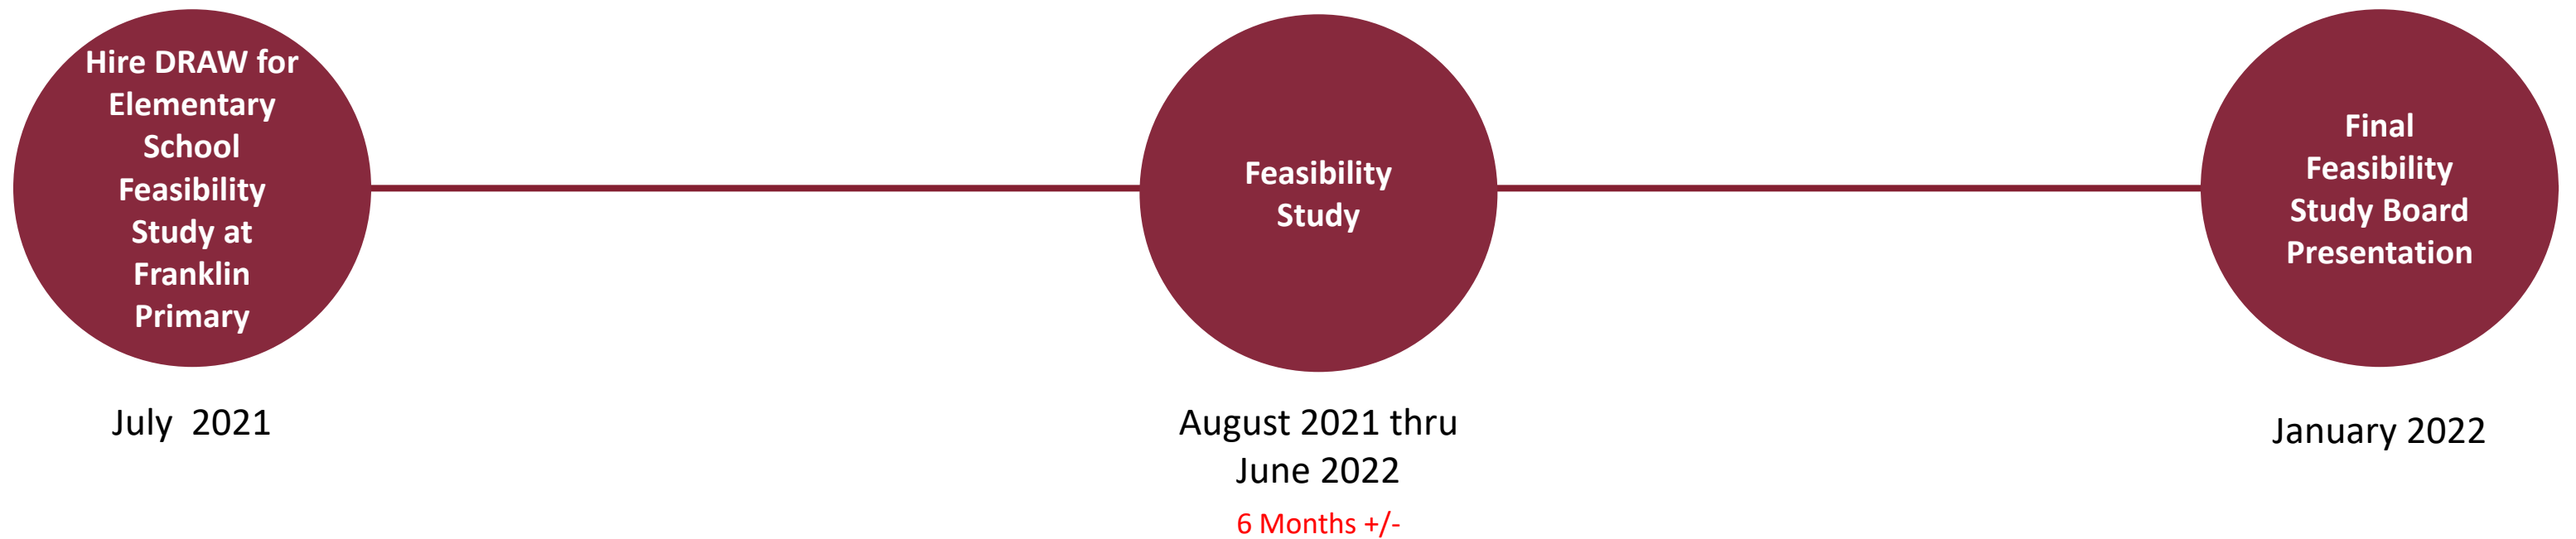 Hire DRAW for
Elementary
School
Feasibility
Study at
Franklin
Primary
July 2021
Feasibility
Study
August 2021 thru
June 2022
6 Months +/-
Final
Feasibility
Study Board
Presentation
January 2022